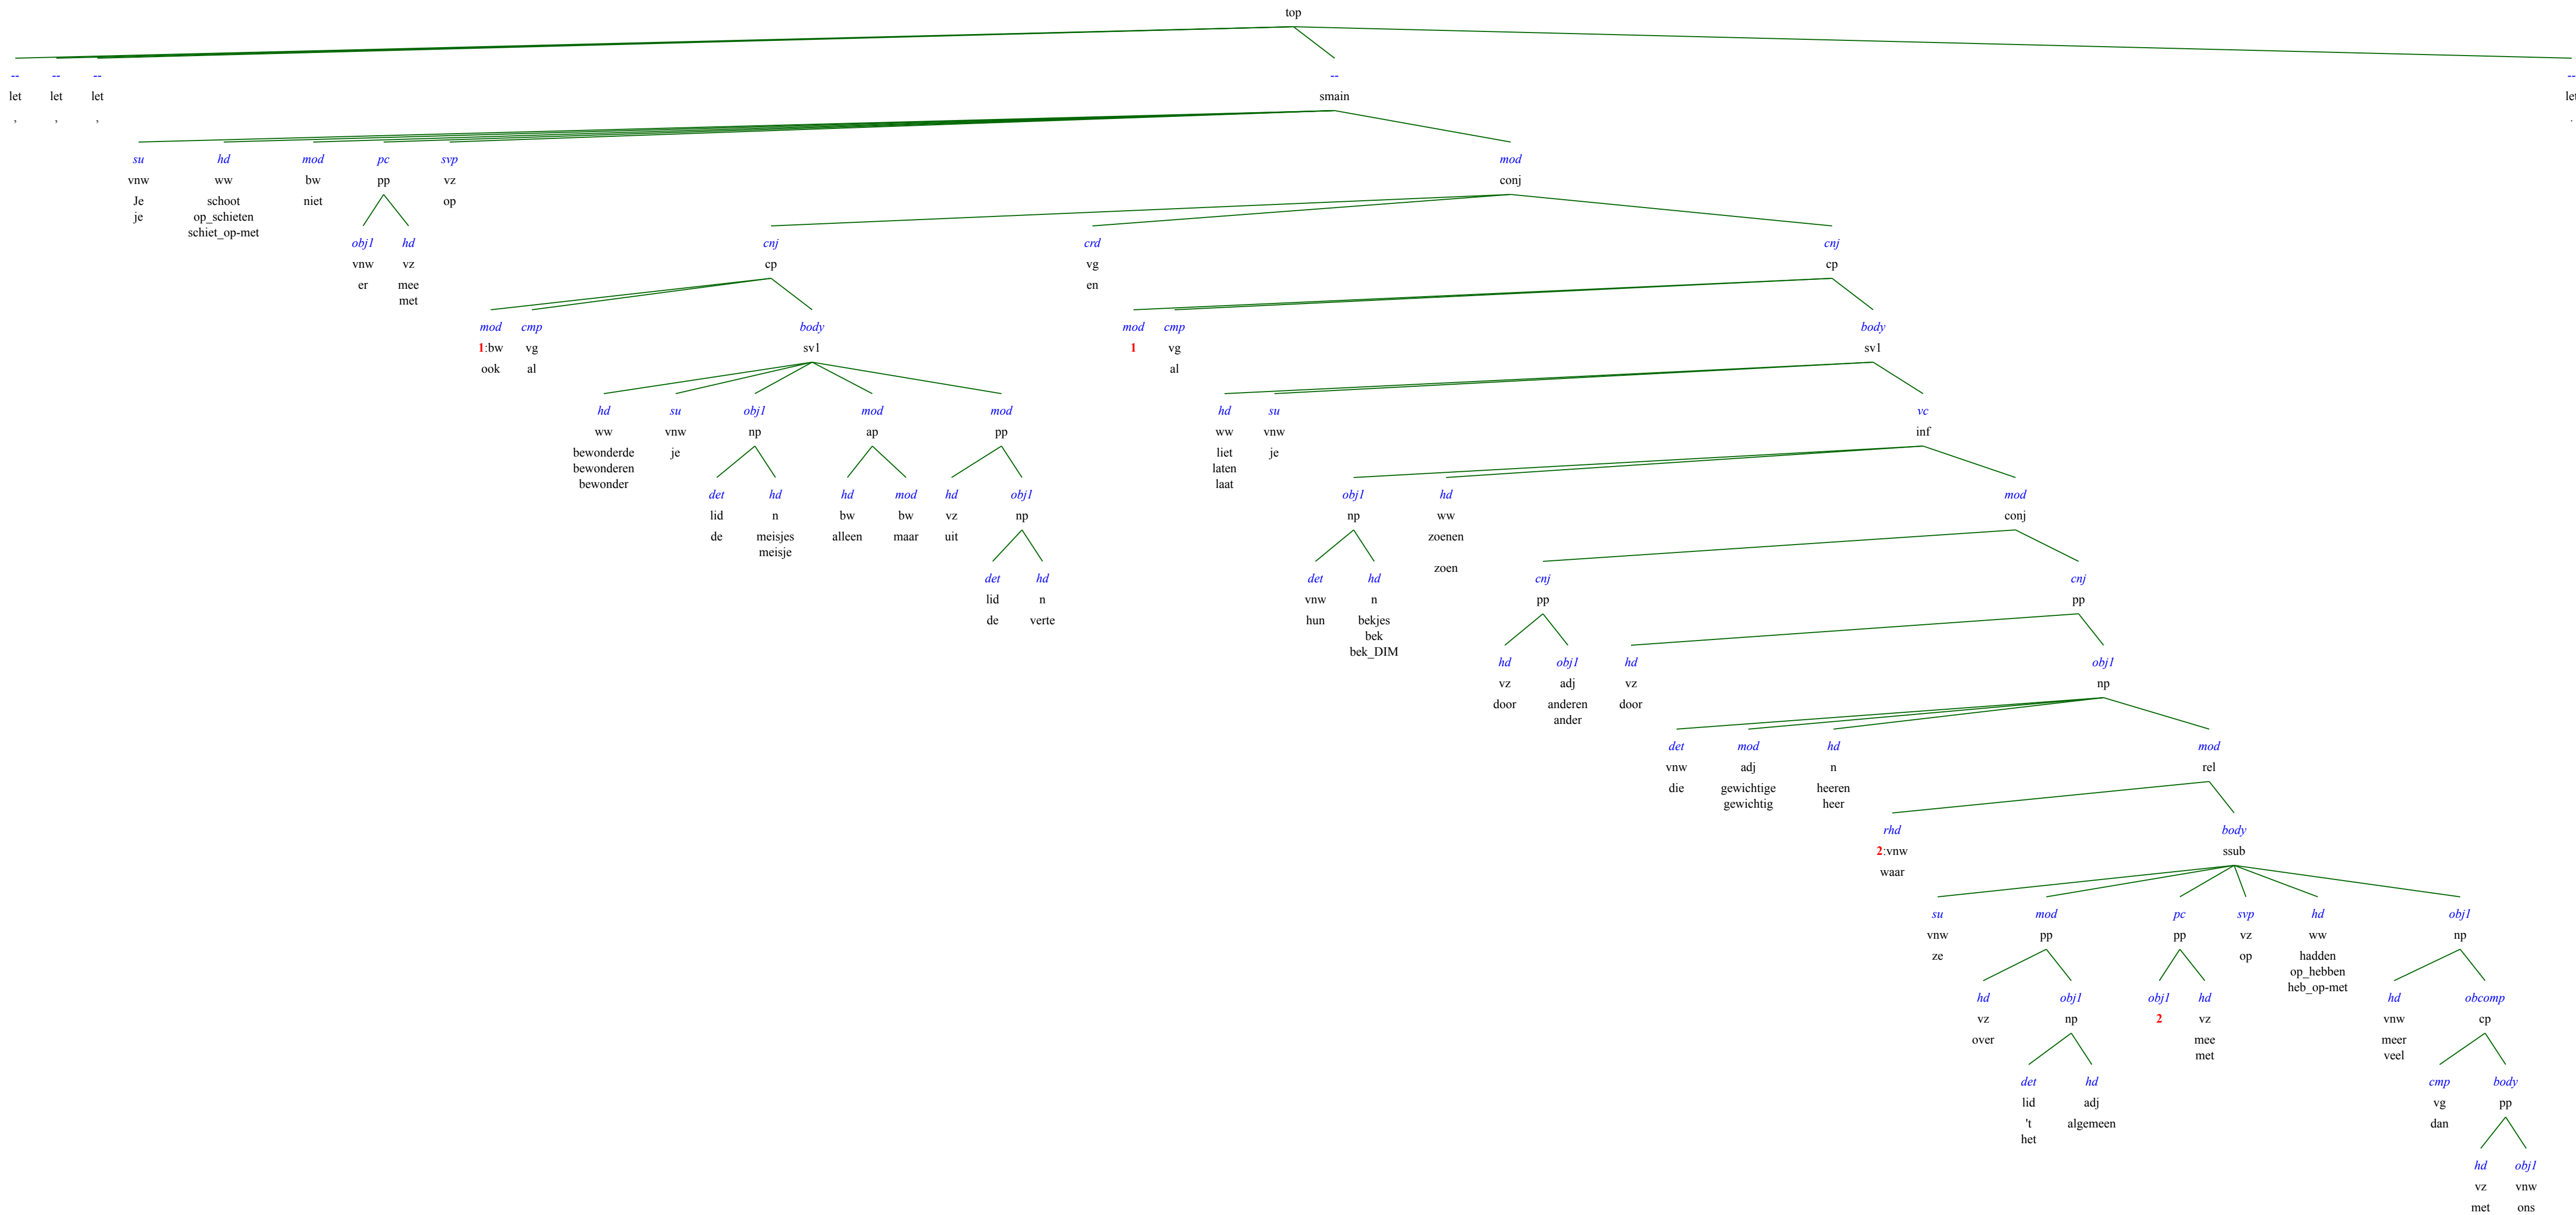 top
-- -- -- -- --
let let let smain let
, , , .
su hd mod pc svp mod
vnw ww bw pp vz conj
Je schoot niet op
je op_schieten
schiet_op-met
obj1 hd cnj crd cnj
vnw vz cp vg cp
er mee en
met
mod cmp body mod cmp body
1:bw vg sv1 1 vg sv1
ook al al
hd su obj1 mod mod hd su vc
ww vnw np ap pp ww vnw inf
bewonderde je liet je
bewonderen laten
bewonder laat
det hd hd mod hd obj1 obj1 hd mod
lid n bw bw vz np np ww conj
de meisjes alleen maar uit zoenen
meisje
zoen
det hd det hd cnj cnj
lid n vnw n pp pp
de verte hun bekjes
bek
bek_DIM
hd obj1 hd obj1
vz adj vz np
door anderen door
ander
det mod hd mod
vnw adj n rel
die gewichtige heeren
gewichtig heer
rhd body
2:vnw ssub
waar
su mod pc svp hd obj1
vnw pp pp vz ww np
ze op hadden
op_hebben
heb_op-met
hd obj1 obj1 hd hd obcomp
vz np 2 vz vnw cp
over mee meer
met veel
det hd cmp body
lid adj vg pp
't algemeen dan
het
hd obj1
vz vnw
met ons